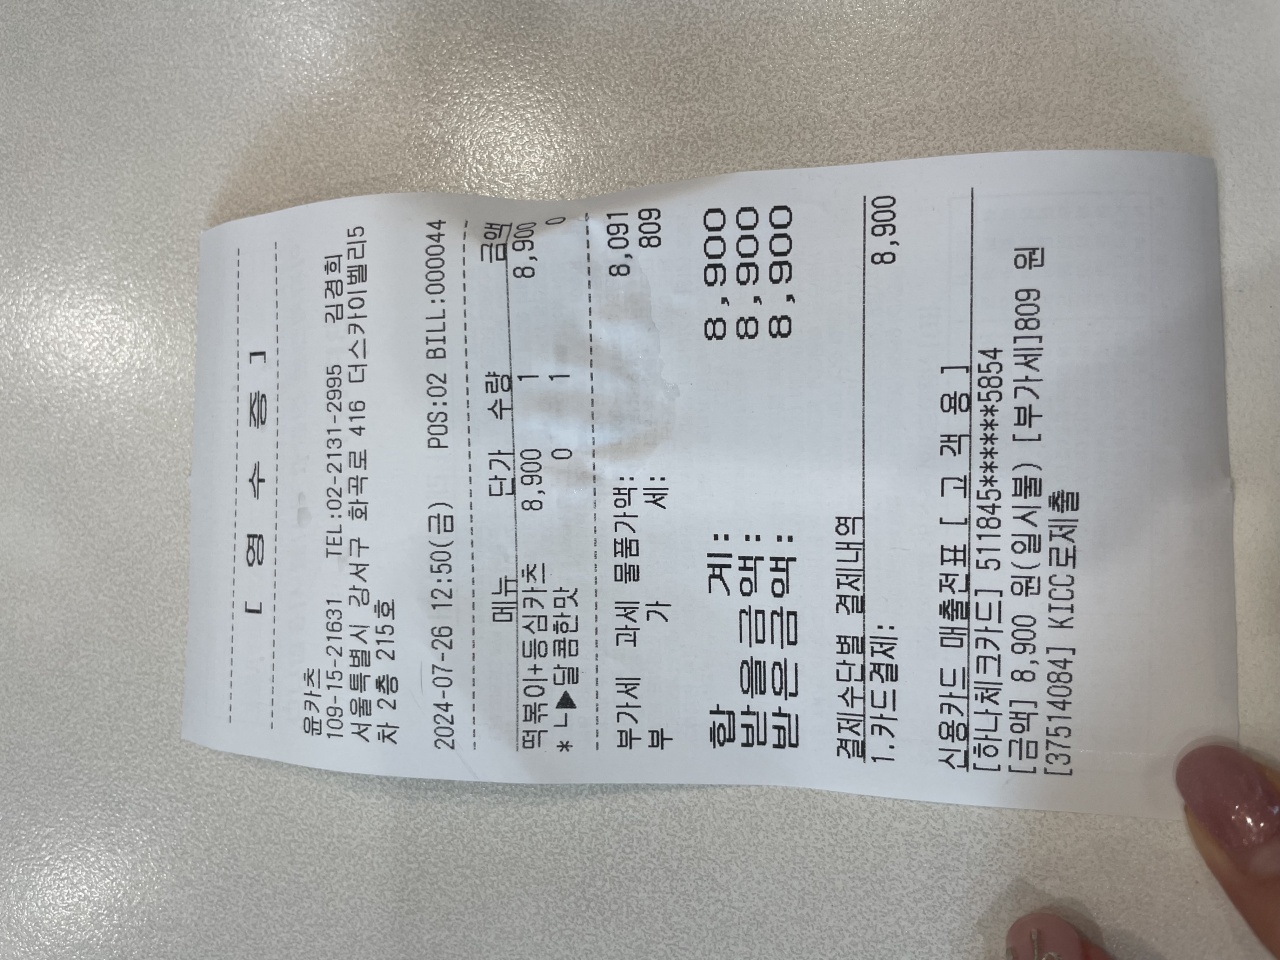 [ 영 수 증 ]
윤카츠
109-15-21631 TEL:02-2131-2995 김경희
서울특별시 강서구 화곡로 416 더스카이벨리5
차 2층 215호
2024-07-26 12:50(금) POS:02 BILL:000044
메뉴 단가 수량 금액
떡볶이+등심카츠 8,900 1 8,900
* ㄴ▶달콤한맛 0 1 0
부가세 과세 물품가액: 8,091
부 가 세: 809
합 계: 8,900
받을금액: 8,900
받은금액: 8,900
결제수단별 결제내역
1.카드결제: 8,900
신용카드 매출전표 [ 고 객 용 ]
[하나체크카드] 511845******5854
[금액] 8,900 원(일시불) [부가세]809 원
[37514084] KICC로제출